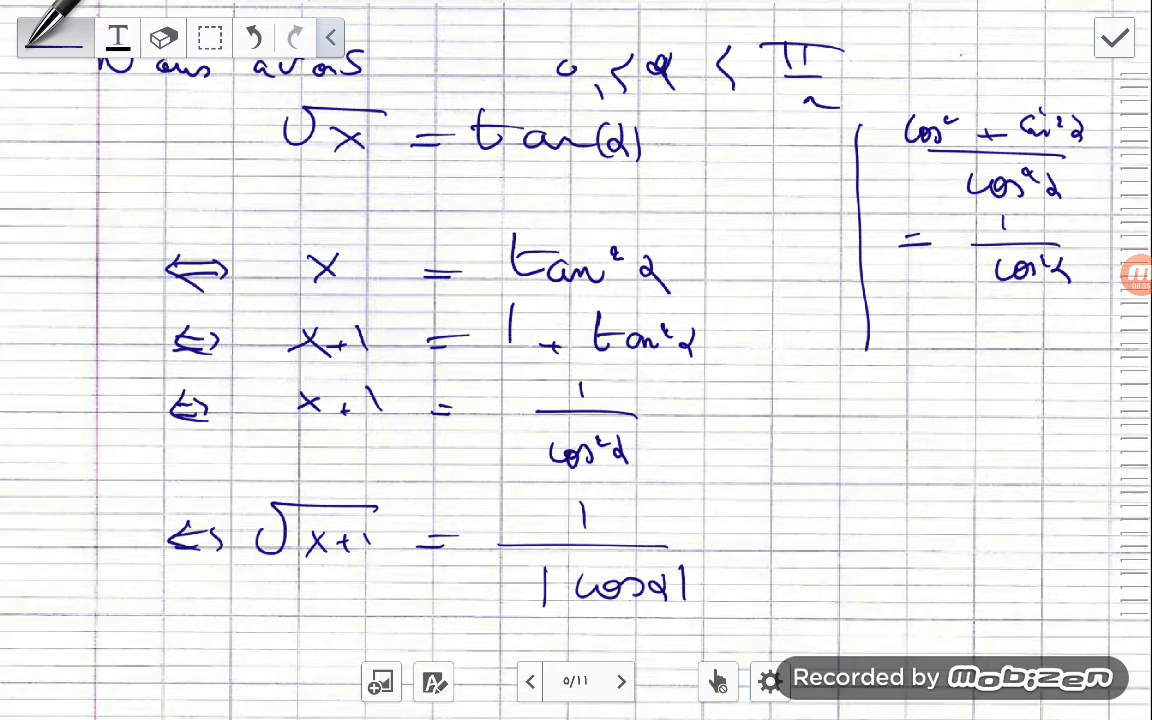 T
Nous avons 0 ≤ α < π/2
√x = tan(α)
⇔ x = tan²α
⇔ x+1 = 1 + tan²α
⇔ x+1 = 1/cos²α
⇔ √(x+1) = 1/|cosα|
(cos² + sin²α)/cos²α
= 1/cos²α
5/11
Recorded by mobizen